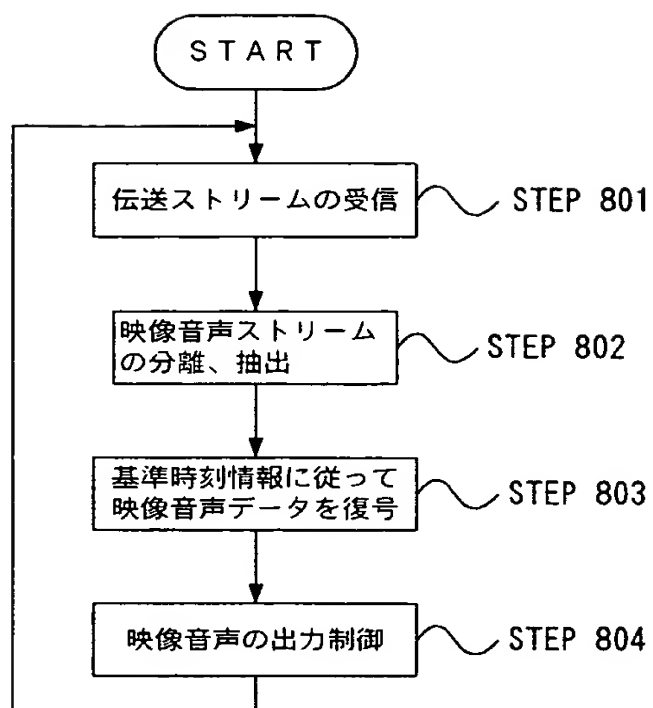 START
伝送ストリームの受信
STEP 801
映像音声ストリーム
の分離、抽出
STEP 802
基準時刻情報に従って
映像音声データを復号
STEP 803
映像音声の出力制御
STEP 804